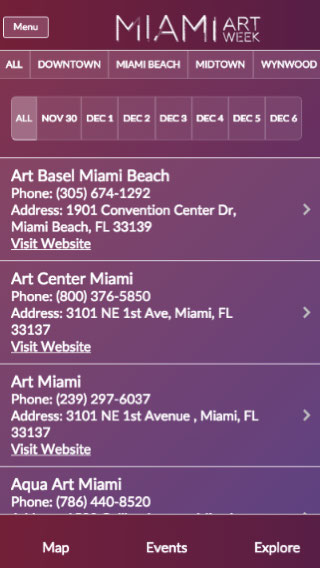 Menu
MIAMI ART WEEK
ALL DOWNTOWN MIAMI BEACH MIDTOWN WYNWOOD
ALL NOV 30 DEC 1 DEC 2 DEC 3 DEC 4 DEC 5 DEC 6
Art Basel Miami Beach
Phone: (305) 674-1292
Address: 1901 Convention Center Dr,
Miami Beach, FL 33139
Visit Website
Art Center Miami
Phone: (800) 376-5850
Address: 3101 NE 1st Ave, Miami, FL
33137
Visit Website
Art Miami
Phone: (239) 297-6037
Address: 3101 NE 1st Avenue , Miami, FL
33137
Visit Website
Aqua Art Miami
Phone: (786) 440-8520
Map Events Explore